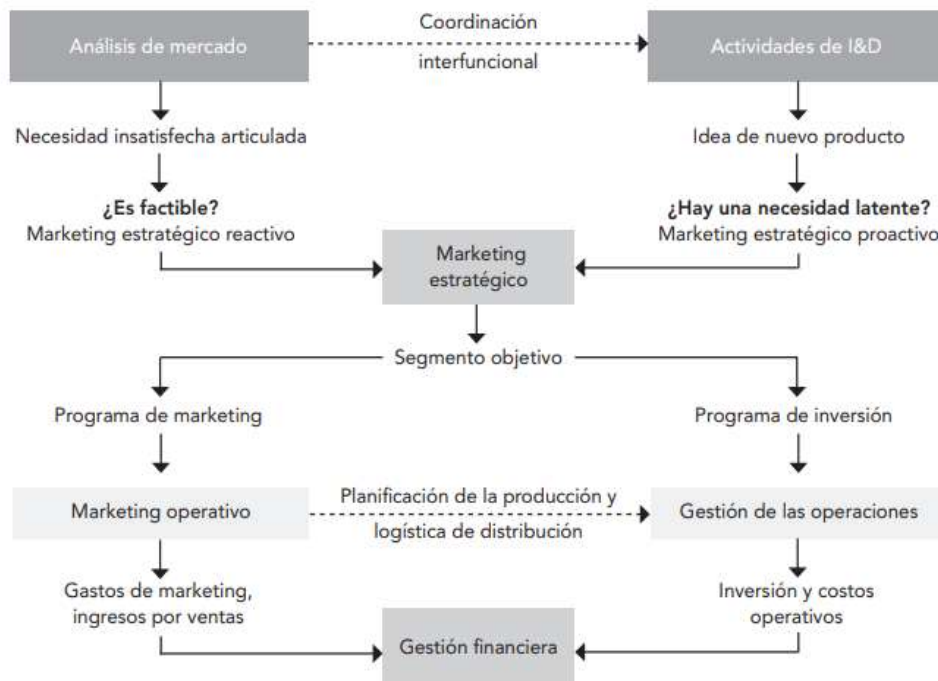 Análisis de mercado
Coordinación
interfuncional
Actividades de I&D
Necesidad insatisfecha articulada
Idea de nuevo producto
¿Es factible?
Marketing estratégico reactivo
¿Hay una necesidad latente?
Marketing estratégico proactivo
Marketing
estratégico
Segmento objetivo
Programa de marketing
Programa de inversión
Marketing operativo
Planificación de la producción y
logística de distribución
Gestión de las operaciones
Gastos de marketing,
ingresos por ventas
Inversión y costos
operativos
Gestión financiera